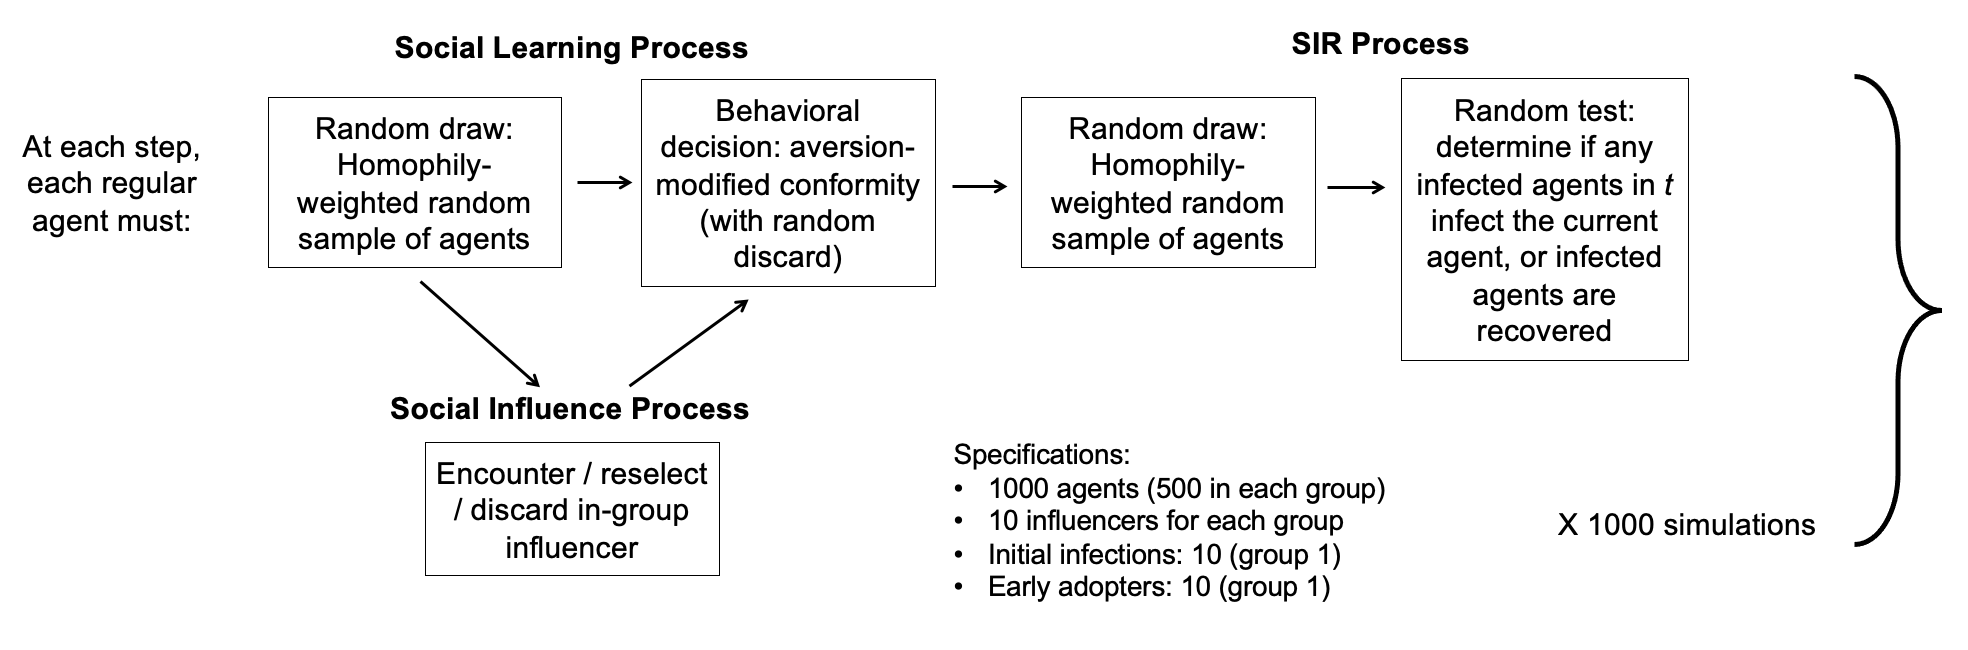 Social Learning Process
SIR Process
At each step,
each regular
agent must:
Random draw:
Homophily-
weighted random
sample of agents
Behavioral
decision: aversion-
modified conformity
(with random
discard)
Random draw:
Homophily-
weighted random
sample of agents
Random test:
determine if any
infected agents in t
infect the current
agent, or infected
agents are
recovered
Social Influence Process
Encounter / reselect
/ discard in-group
influencer
Specifications:
• 1000 agents (500 in each group)
• 10 influencers for each group
• Initial infections: 10 (group 1)
• Early adopters: 10 (group 1)
X 1000 simulations